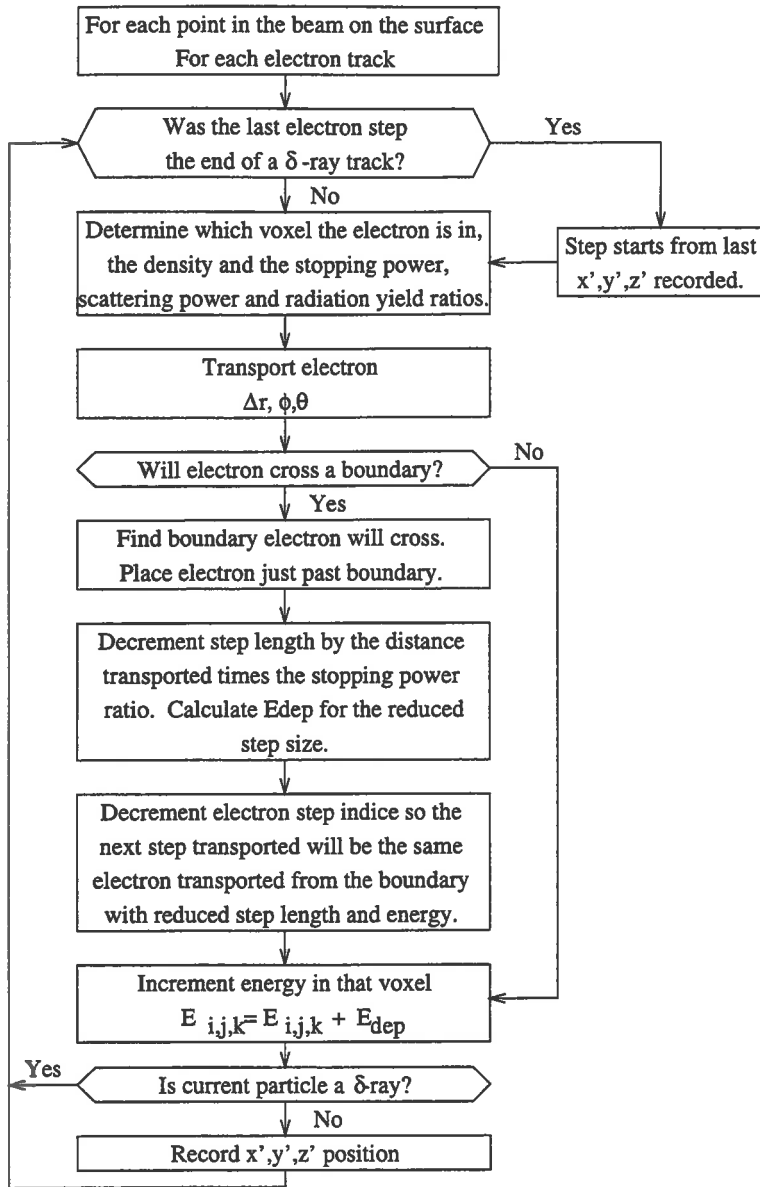 For each point in the beam on the surface
For each electron track
Was the last electron step
the end of a δ-ray track?
Yes
No
Determine which voxel the electron is in,
the density and the stopping power,
scattering power and radiation yield ratios.
Step starts from last
x',y',z' recorded.
Transport electron
Δr, ϕ,θ
Will electron cross a boundary?
No
Yes
Find boundary electron will cross.
Place electron just past boundary.
Decrement step length by the distance
transported times the stopping power
ratio. Calculate Edep for the reduced
step size.
Decrement electron step indice so the
next step transported will be the same
electron transported from the boundary
with reduced step length and energy.
Increment energy in that voxel
E i,j,k= E i,j,k + Edep
Yes
Is current particle a δ-ray?
No
Record x',y',z' position